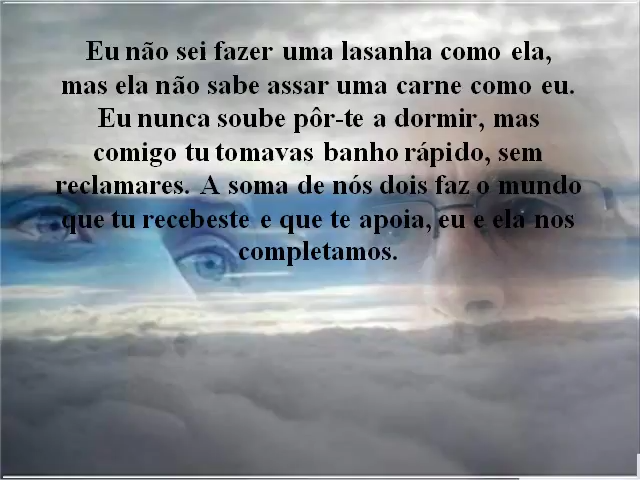 Eu não sei fazer uma lasanha como ela,
mas ela não sabe assar uma carne como eu.
Eu nunca soube pôr-te a dormir, mas
comigo tu tomavas banho rápido, sem
reclamares. A soma de nós dois faz o mundo
que tu recebeste e que te apoia, eu e ela nos
completamos.